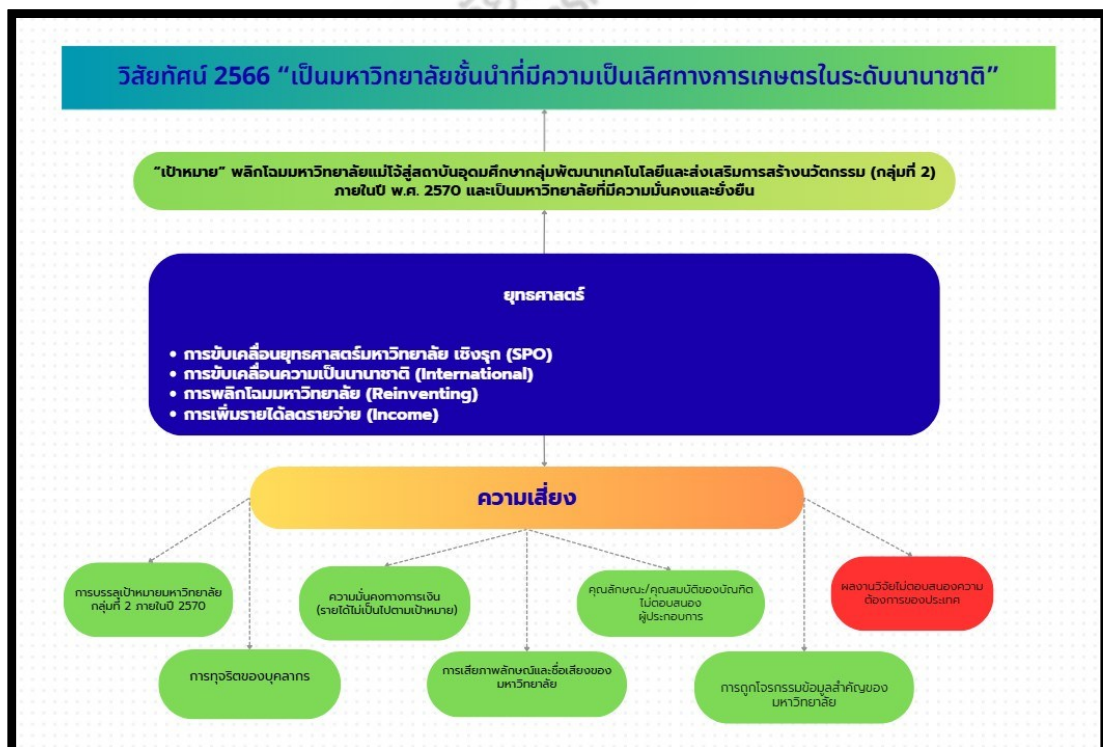 วิสัยทัศน์ 2566 “เป็นมหาวิทยาลัยชั้นนำที่มีความเป็นเลิศทางการเกษตรในระดับนานาชาติ”
“เป้าหมาย” พลิกโฉมมหาวิทยาลัยแม่โจ้สู่สถาบันอุดมศึกษากลุ่มพัฒนาเทคโนโลยีและส่งเสริมการสร้างนวัตกรรม (กลุ่มที่ 2)
ภายในปี พ.ศ. 2570 และเป็นมหาวิทยาลัยที่มีความมั่นคงและยั่งยืน
ยุทธศาสตร์
• การขับเคลื่อนยุทธศาสตร์มหาวิทยาลัย เชิงรุก (SPO)
• การขับเคลื่อนความเป็นนานาชาติ (International)
• การพลิกโฉมมหาวิทยาลัย (Reinventing)
• การเพิ่มรายได้ลดรายจ่าย (Income)
ความเสี่ยง
การบรรลุเป้าหมายมหาวิทยาลัย
กลุ่มที่ 2 ภายในปี 2570
ความมั่นคงทางการเงิน
(รายได้ไม่เป็นไปตามเป้าหมาย)
คุณลักษณะ/คุณสมบัติของบัณฑิต
ไม่ตอบสนอง
ผู้ประกอบการ
ผลงานวิจัยไม่ตอบสนองความ
ต้องการของประเทศ
การทุจริตของบุคลากร
การเสียภาพลักษณ์และชื่อเสียงของ
มหาวิทยาลัย
การถูกโจรกรรมข้อมูลสำคัญของ
มหาวิทยาลัย